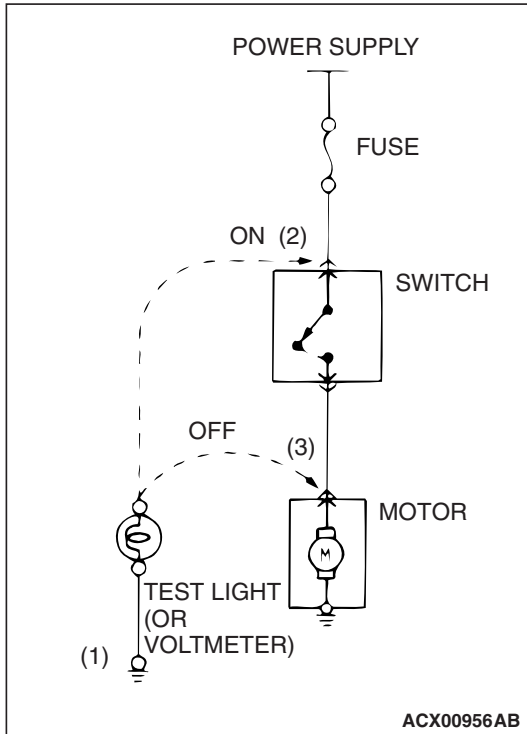 POWER SUPPLY
FUSE
ON (2)
SWITCH
OFF
(3)
MOTOR
M
TEST LIGHT
(OR
VOLTMETER)
(1)
ACX00956AB